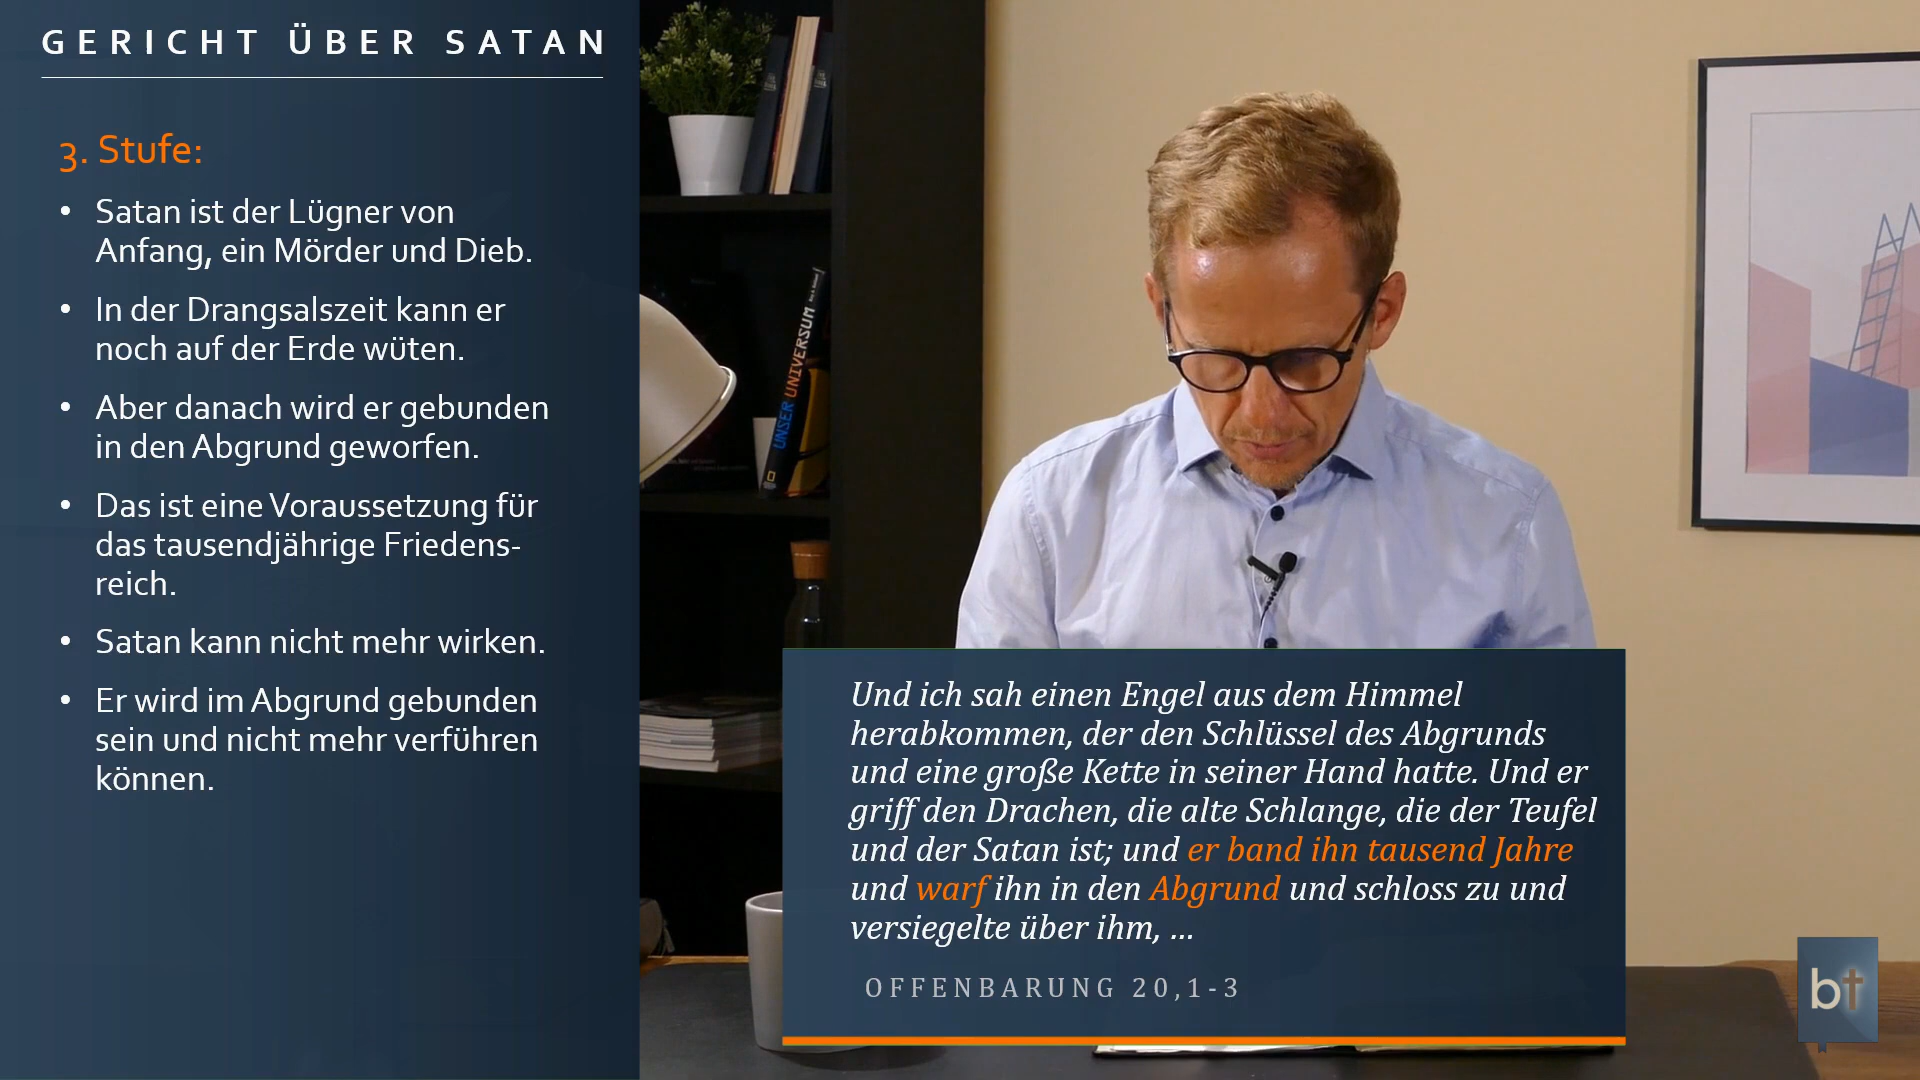 GERICHT ÜBER SATAN
3. Stufe:
• Satan ist der Lügner von
Anfang, ein Mörder und Dieb.
• In der Drangsalszeit kann er
noch auf der Erde wüten.
• Aber danach wird er gebunden
in den Abgrund geworfen.
• Das ist eine Voraussetzung für
das tausendjährige Friedens-
reich.
• Satan kann nicht mehr wirken.
• Er wird im Abgrund gebunden
sein und nicht mehr verführen
können.
UNSER UNIVERSUM
Und ich sah einen Engel aus dem Himmel
herabkommen, der den Schlüssel des Abgrunds
und eine große Kette in seiner Hand hatte. Und er
griff den Drachen, die alte Schlange, die der Teufel
und der Satan ist; und er band ihn tausend Jahre
und warf ihn in den Abgrund und schloss zu und
versiegelte über ihm, ...
OFFENBARUNG 20,1-3
bt